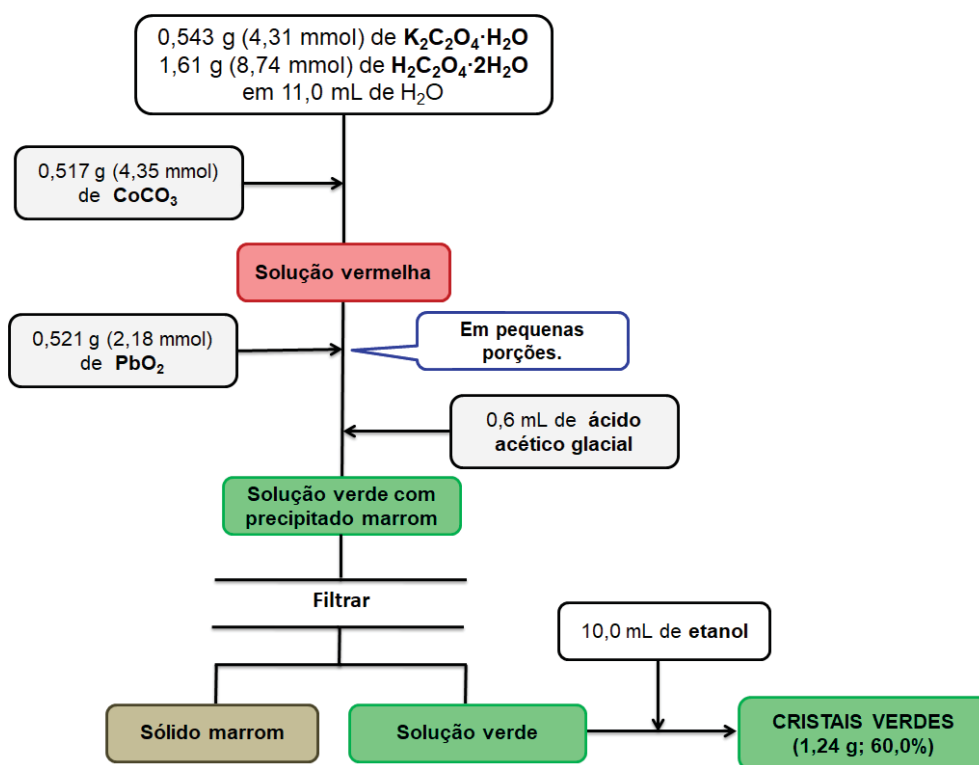 0,543 g (4,31 mmol) de K₂C₂O₄·H₂O
1,61 g (8,74 mmol) de H₂C₂O₄·2H₂O
em 11,0 mL de H₂O
0,517 g (4,35 mmol)
de CoCO₃
Solução vermelha
0,521 g (2,18 mmol)
de PbO₂
Em pequenas
porções.
0,6 mL de ácido
acético glacial
Solução verde com
precipitado marrom
Filtrar
10,0 mL de etanol
Sólido marrom
Solução verde
CRISTAIS VERDES
(1,24 g; 60,0%)